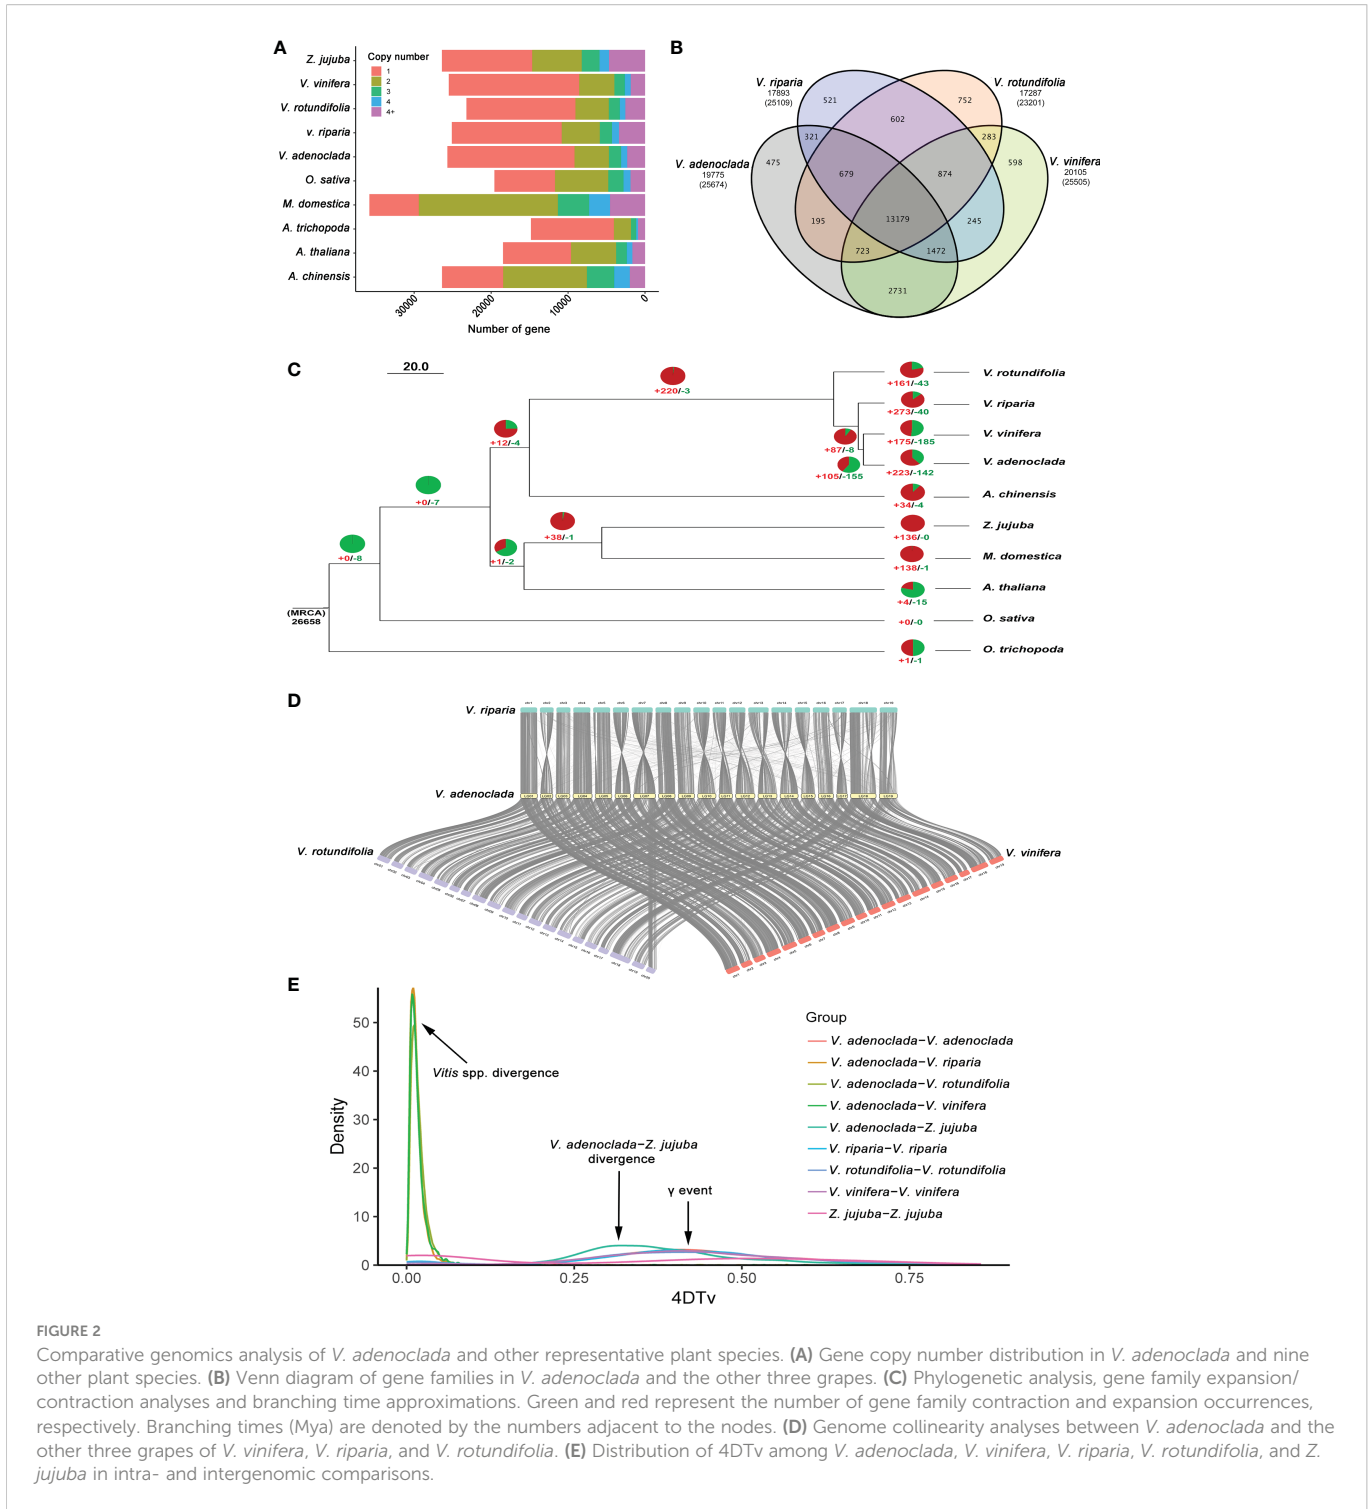 A
Z. jujuba
V. vinifera
V. rotundifolia
v. riparia
V. adenoclada
O. sativa
M. domestica
A. trichopoda
A. thaliana
A. chinensis
Copy number
1
2
3
4
4+
30000
20000
10000
0
Number of gene
B
V. riparia
17893
(25109)
V. rotundifolia
17287
(23201)
V. adenoclada
19775
(25674)
V. vinifera
20105
(25505)
521
752
602
321
283
475
598
679
874
195
13179
245
723
1472
2731
C
20.0
+220/-3
+12/-4
+0/-7
+0/-8
+38/-1
+1/-2
+87/-8
+105/-155
(MRCA)
26658
+161/-43
V. rotundifolia
+273/-40
V. riparia
+175/-185
V. vinifera
+223/-142
V. adenoclada
+34/-4
A. chinensis
+136/-0
Z. jujuba
+138/-1
M. domestica
+4/-15
A. thaliana
+0/-0
O. sativa
+1/-1
O. trichopoda
D
V. riparia
V. adenoclada
V. rotundifolia
V. vinifera
E
Density
50
40
30
20
10
0
0.00
0.25
0.50
0.75
4DTv
Vitis spp. divergence
V. adenoclada–Z. jujuba
divergence
γ event
Group
V. adenoclada–V. adenoclada
V. adenoclada–V. riparia
V. adenoclada–V. rotundifolia
V. adenoclada–V. vinifera
V. adenoclada–Z. jujuba
V. riparia–V. riparia
V. rotundifolia–V. rotundifolia
V. vinifera–V. vinifera
Z. jujuba–Z. jujuba
FIGURE 2
Comparative genomics analysis of V. adenoclada and other representative plant species. (A) Gene copy number distribution in V. adenoclada and nine
other plant species. (B) Venn diagram of gene families in V. adenoclada and the other three grapes. (C) Phylogenetic analysis, gene family expansion/
contraction analyses and branching time approximations. Green and red represent the number of gene family contraction and expansion occurrences,
respectively. Branching times (Mya) are denoted by the numbers adjacent to the nodes. (D) Genome collinearity analyses between V. adenoclada and the
other three grapes of V. vinifera, V. riparia, and V. rotundifolia. (E) Distribution of 4DTv among V. adenoclada, V. vinifera, V. riparia, V. rotundifolia, and Z.
jujuba in intra- and intergenomic comparisons.